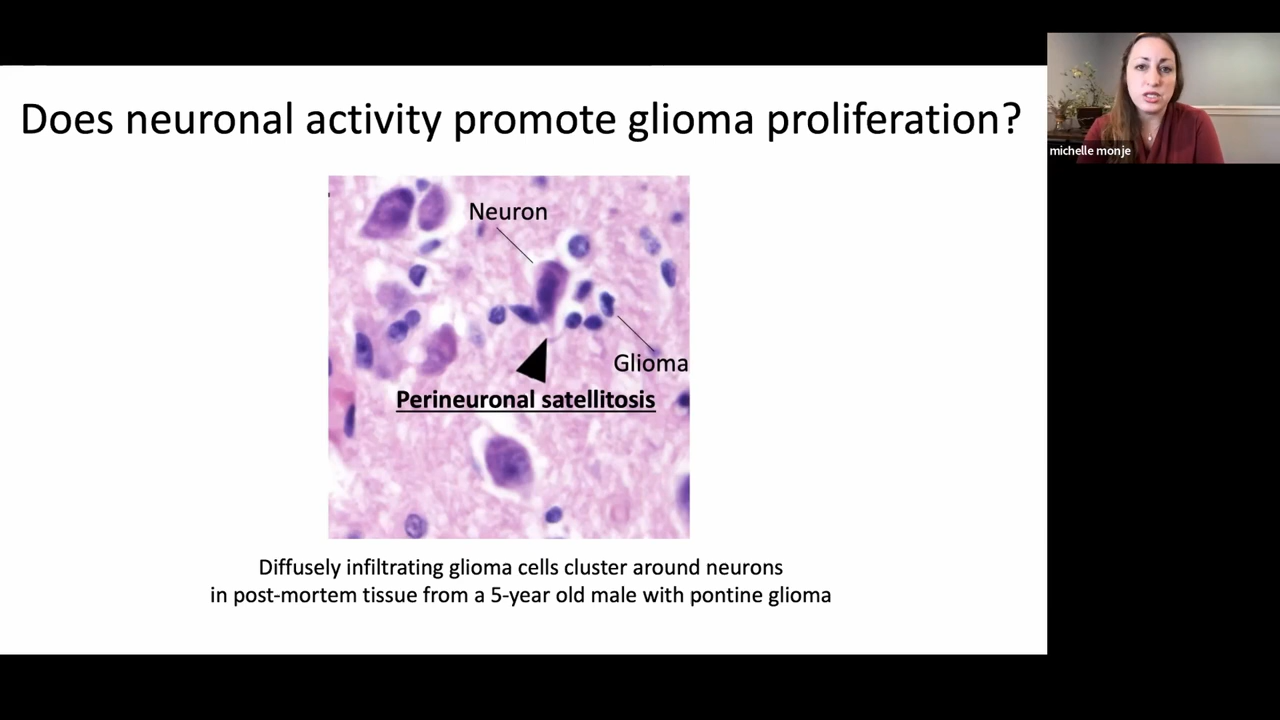 Does neuronal activity promote glioma proliferation?
michelle monje
Neuron
Glioma
Perineuronal satellitosis
Diffusely infiltrating glioma cells cluster around neurons
in post-mortem tissue from a 5-year old male with pontine glioma